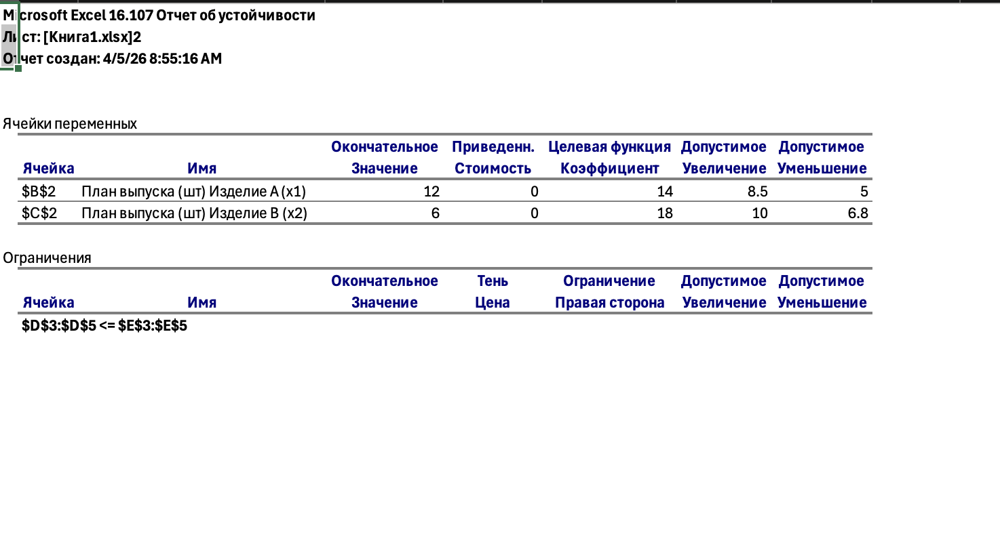 Microsoft Excel 16.107 Отчет об устойчивости
Лист: [Книга1.xlsx]2
Отчет создан: 4/5/26 8:55:16 AM
Ячейки переменных
Окончательное Приведенн. Целевая функция Допустимое Допустимое
Ячейка Имя Значение Стоимость Коэффициент Увеличение Уменьшение
$B$2 План выпуска (шт) Изделие A (x1) 12 0 14 8.5 5
$C$2 План выпуска (шт) Изделие B (x2) 6 0 18 10 6.8
Ограничения
Окончательное Тень Ограничение Допустимое Допустимое
Ячейка Имя Значение Цена Правая сторона Увеличение Уменьшение
$D$3:$D$5 <= $E$3:$E$5